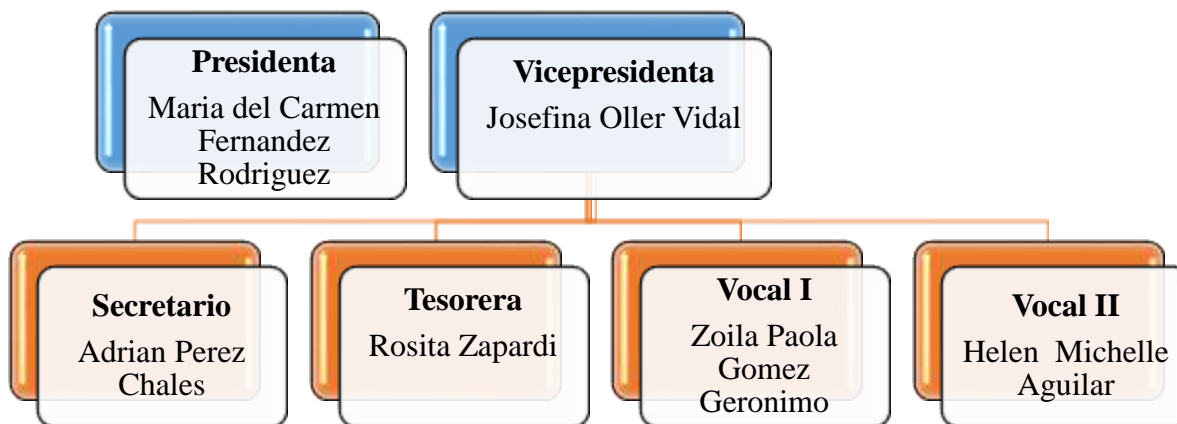 Presidenta
Maria del Carmen
Fernandez
Rodriguez
Vicepresidenta
Josefina Oller Vidal
Secretario
Adrian Perez
Chales
Tesorera
Rosita Zapardi
Vocal I
Zoila Paola
Gomez
Geronimo
Vocal II
Helen  Michelle
Aguilar